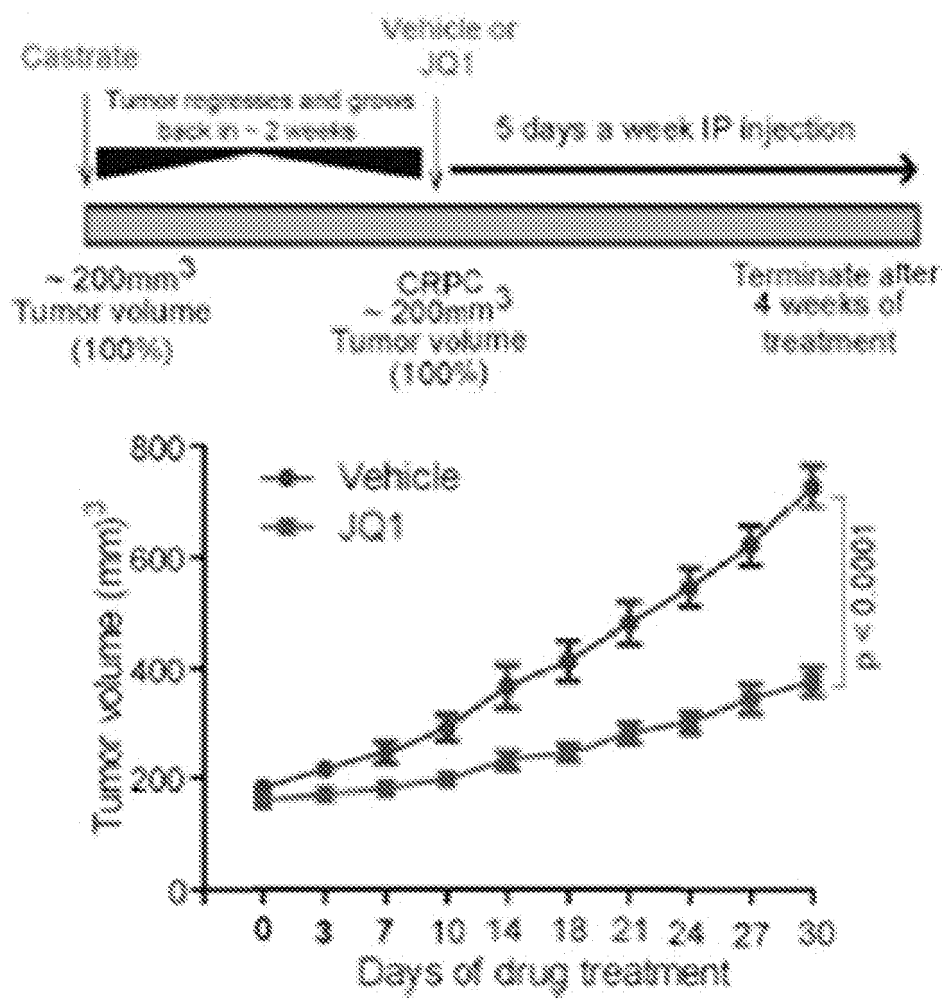 Castrate
Vehicle or
JQ1
Tumor regresses and grows
back in ~ 2 weeks
5 days a week IP injection
~ 200mm³
Tumor volume
(100%)
CRPC
~ 200mm³
Tumor volume
(100%)
Terminate after
4 weeks of
treatment
Tumor volume (mm)³
800
600
400
200
0
Vehicle
JQ1
p < 0.0001
0 3 7 10 14 18 21 24 27 30
Days of drug treatment